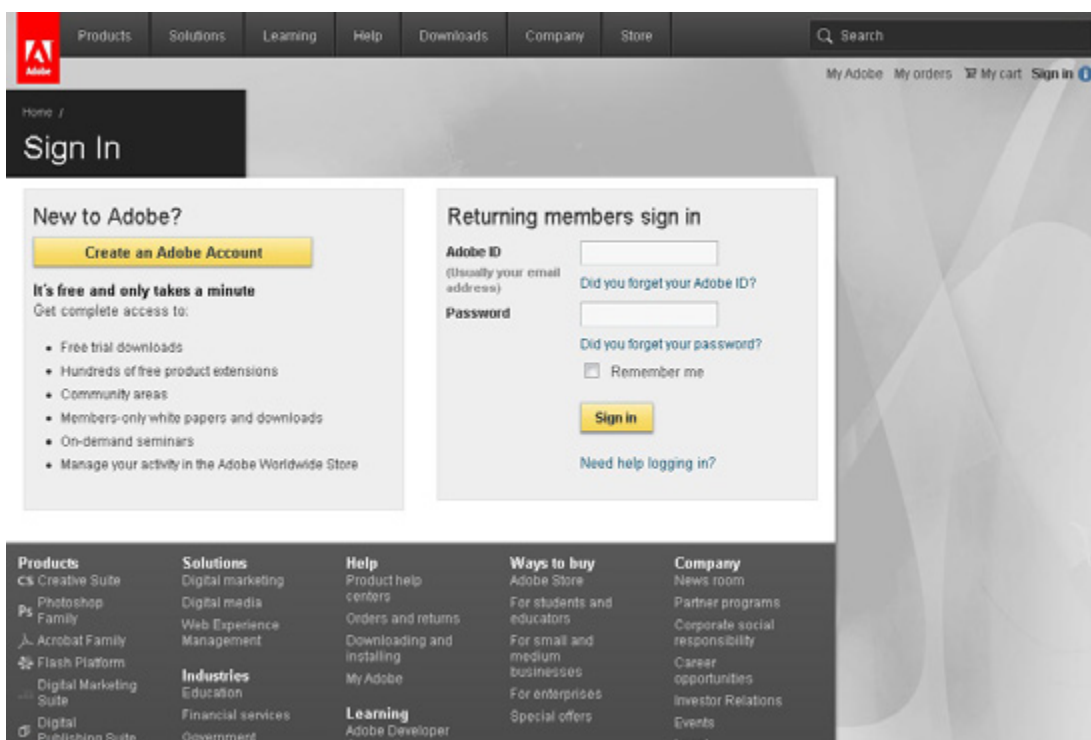 Products Solutions Learning Help Downloads Company Store Search
Adobe
My Adobe My orders My cart Sign in
Home /
Sign In
New to Adobe?
Create an Adobe Account
It's free and only takes a minute
Get complete access to:
Free trial downloads
Hundreds of free product extensions
Community areas
Members-only white papers and downloads
On-demand seminars
Manage your activity in the Adobe Worldwide Store
Returning members sign in
Adobe ID
(Usually your email
address)
Did you forget your Adobe ID?
Password
Did you forget your password?
Remember me
Sign in
Need help logging in?
Products
CS Creative Suite
Ps Photoshop
Family
Acrobat Family
Flash Platform
Digital Marketing
Suite
Digital
Publishing Suite
Solutions
Digital marketing
Digital media
Web Experience
Management
Industries
Education
Financial services
Government
Help
Product help
centers
Orders and returns
Downloading and
installing
My Adobe
Learning
Adobe Developer
Ways to buy
Adobe Store
For students and
educators
For small and
medium
businesses
For enterprises
Special offers
Company
News room
Partner programs
Corporate social
responsibility
Career
opportunities
Investor Relations
Events